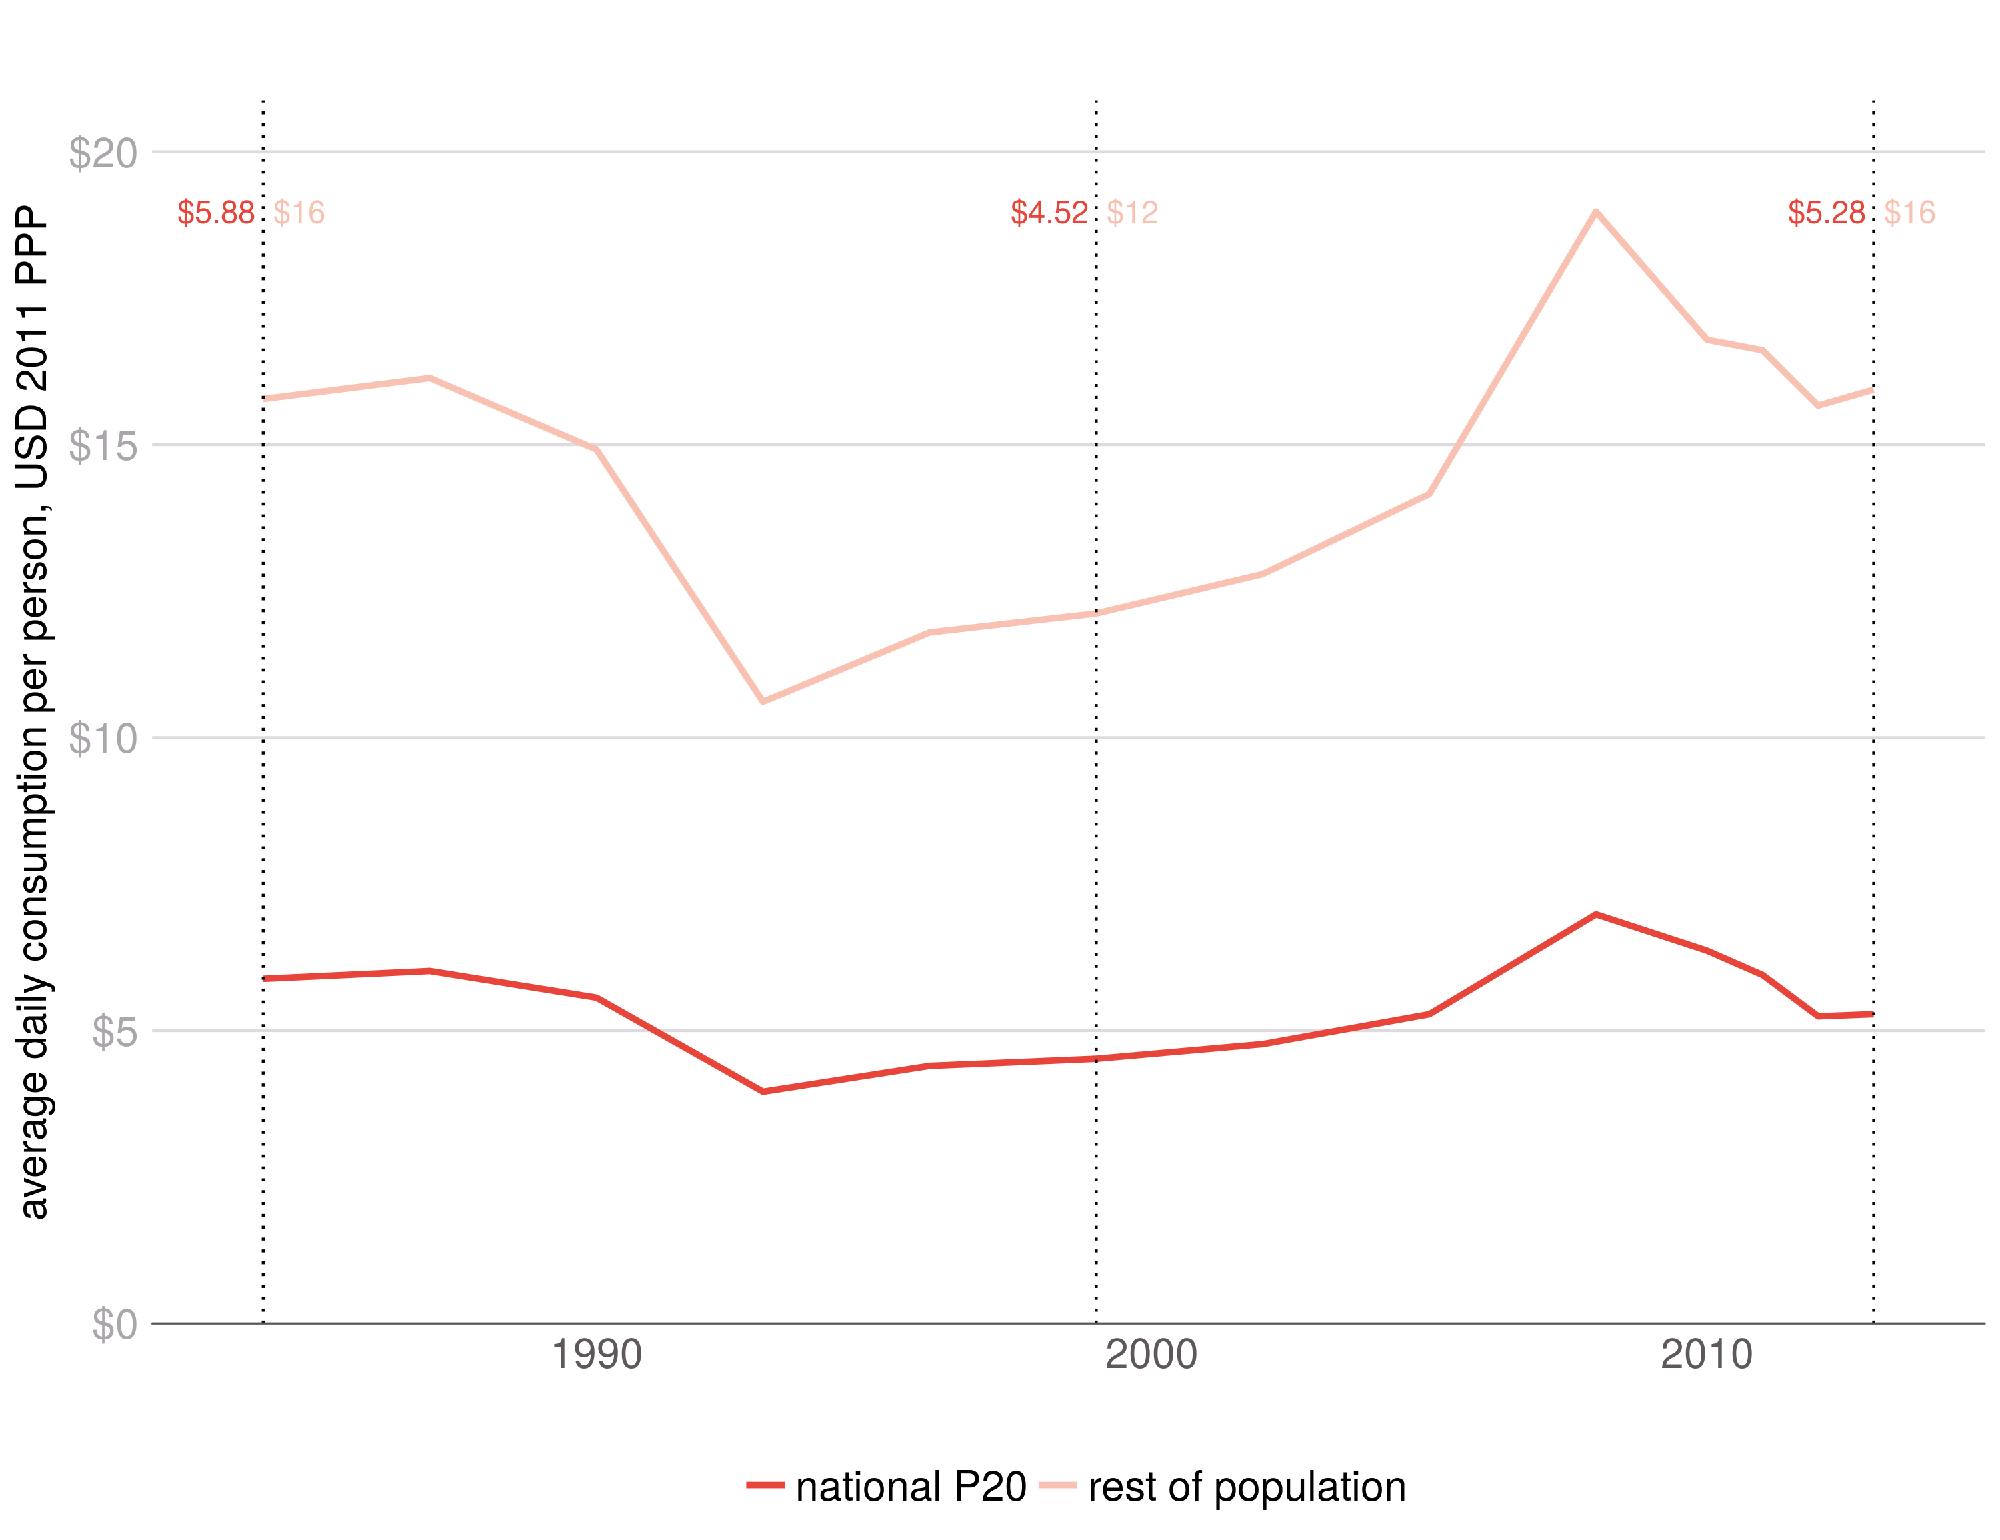 average daily consumption per person, USD 2011 PPP
$20
$15
$10
$5
$0
$5.88 $16
$4.52 $12
$5.28 $16
1990 2000 2010
national P20 rest of population